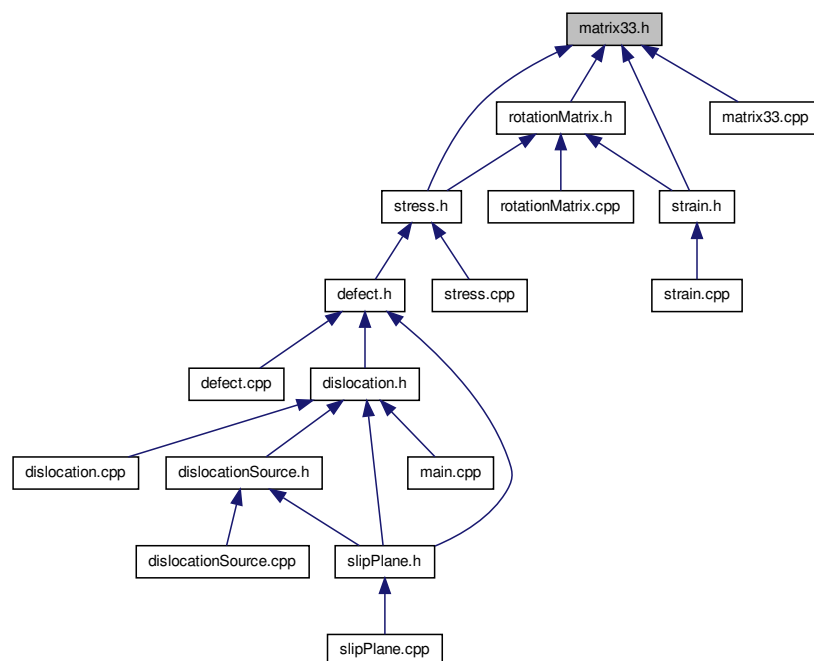 matrix33.h
rotationMatrix.h
matrix33.cpp
stress.h
rotationMatrix.cpp
strain.h
defect.h
stress.cpp
strain.cpp
defect.cpp
dislocation.h
dislocation.cpp
dislocationSource.h
main.cpp
dislocationSource.cpp
slipPlane.h
slipPlane.cpp